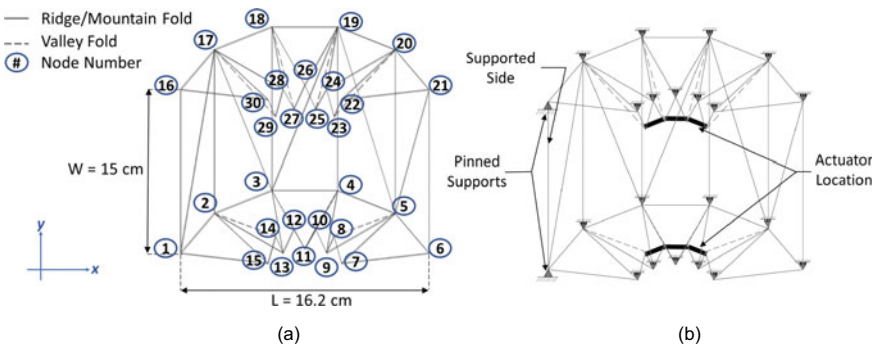 Ridge/Mountain Fold
Valley Fold
# Node Number
18
19
17
20
16
28
26
24
21
30
22
29
27
25
23
W = 15 cm
3
4
2
5
14
12
10
8
1
6
15
13
11
9
7
y
x
L = 16.2 cm
(a)
Supported
Side
Pinned
Supports
Actuator
Location
(b)